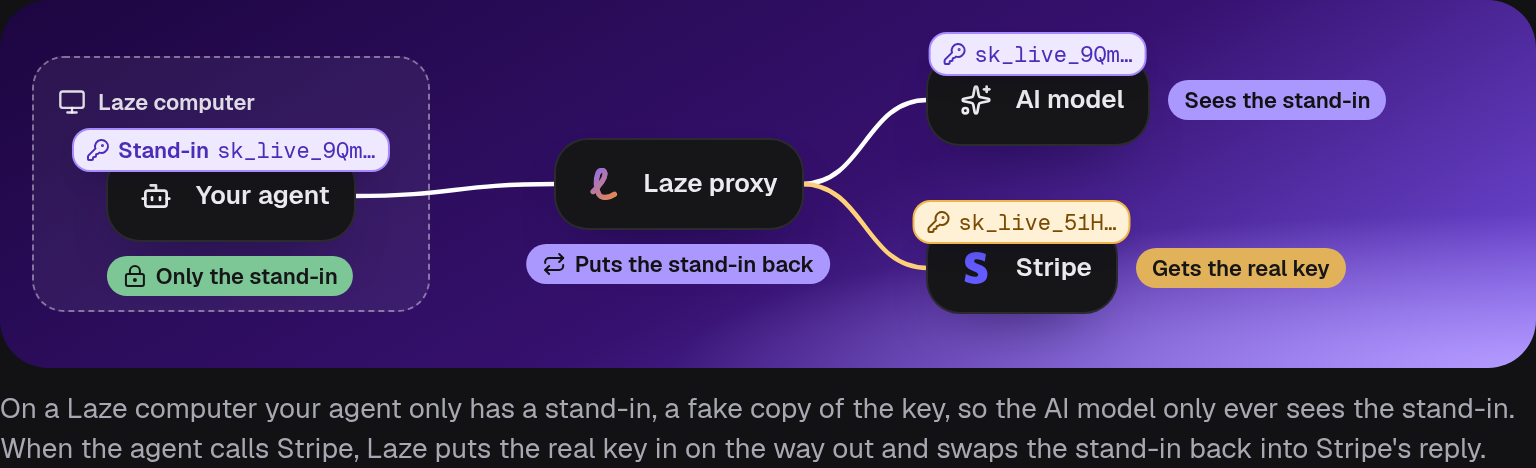 Laze computer
Stand-in sk_live_9Qm…
Your agent
Only the stand-in
Laze proxy
Puts the stand-in back
sk_live_9Qm…
AI model
Sees the stand-in
sk_live_51H…
Stripe
Gets the real key
On a Laze computer your agent only has a stand-in, a fake copy of the key, so the AI model only ever sees the stand-in.
When the agent calls Stripe, Laze puts the real key in on the way out and swaps the stand-in back into Stripe's reply.